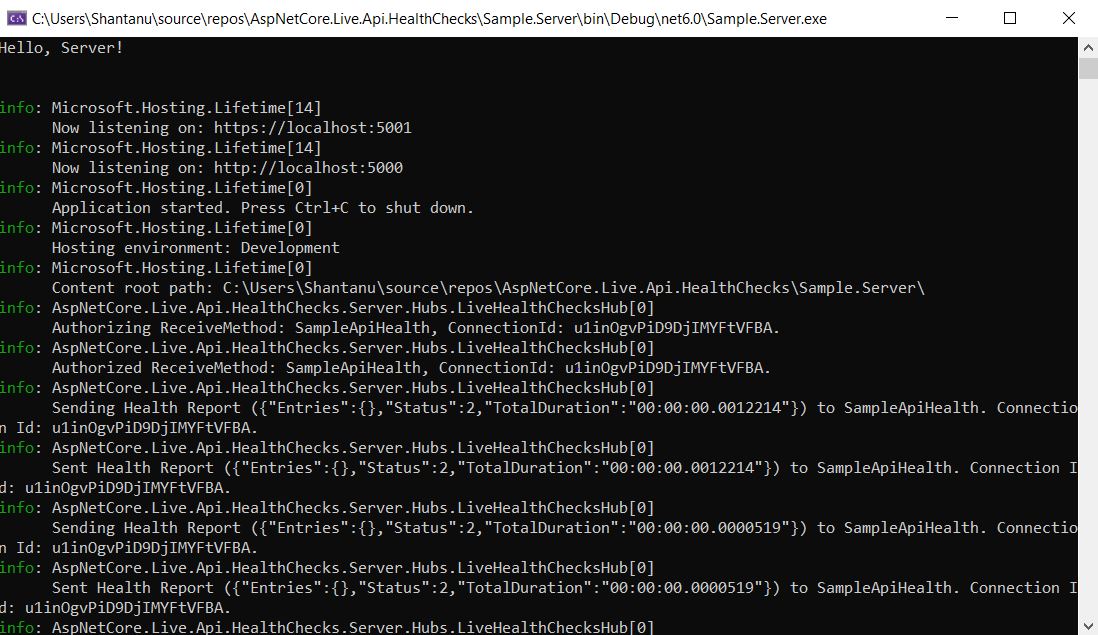 C:\Users\Shantanu\source\repos\AspNetCore.Live.Api.HealthChecks\Sample.Server\bin\Debug\net6.0\Sample.Server.exe
Hello, Server!
info: Microsoft.Hosting.Lifetime[14]
Now listening on: https://localhost:5001
info: Microsoft.Hosting.Lifetime[14]
Now listening on: http://localhost:5000
info: Microsoft.Hosting.Lifetime[0]
Application started. Press Ctrl+C to shut down.
info: Microsoft.Hosting.Lifetime[0]
Hosting environment: Development
info: Microsoft.Hosting.Lifetime[0]
Content root path: C:\Users\Shantanu\source\repos\AspNetCore.Live.Api.HealthChecks\Sample.Server\
info: AspNetCore.Live.Api.HealthChecks.Server.Hubs.LiveHealthChecksHub[0]
Authorizing ReceiveMethod: SampleApiHealth, ConnectionId: u1inOgvPiD9DjIMYFtVFBA.
info: AspNetCore.Live.Api.HealthChecks.Server.Hubs.LiveHealthChecksHub[0]
Authorized ReceiveMethod: SampleApiHealth, ConnectionId: u1inOgvPiD9DjIMYFtVFBA.
info: AspNetCore.Live.Api.HealthChecks.Server.Hubs.LiveHealthChecksHub[0]
Sending Health Report ({"Entries":{},"Status":2,"TotalDuration":"00:00:00.0012214"}) to SampleApiHealth. Connectio
n Id: u1inOgvPiD9DjIMYFtVFBA.
info: AspNetCore.Live.Api.HealthChecks.Server.Hubs.LiveHealthChecksHub[0]
Sent Health Report ({"Entries":{},"Status":2,"TotalDuration":"00:00:00.0012214"}) to SampleApiHealth. Connection I
d: u1inOgvPiD9DjIMYFtVFBA.
info: AspNetCore.Live.Api.HealthChecks.Server.Hubs.LiveHealthChecksHub[0]
Sending Health Report ({"Entries":{},"Status":2,"TotalDuration":"00:00:00.0000519"}) to SampleApiHealth. Connectio
n Id: u1inOgvPiD9DjIMYFtVFBA.
info: AspNetCore.Live.Api.HealthChecks.Server.Hubs.LiveHealthChecksHub[0]
Sent Health Report ({"Entries":{},"Status":2,"TotalDuration":"00:00:00.0000519"}) to SampleApiHealth. Connection I
d: u1inOgvPiD9DjIMYFtVFBA.
info: AspNetCore.Live.Api.HealthChecks.Server.Hubs.LiveHealthChecksHub[0]